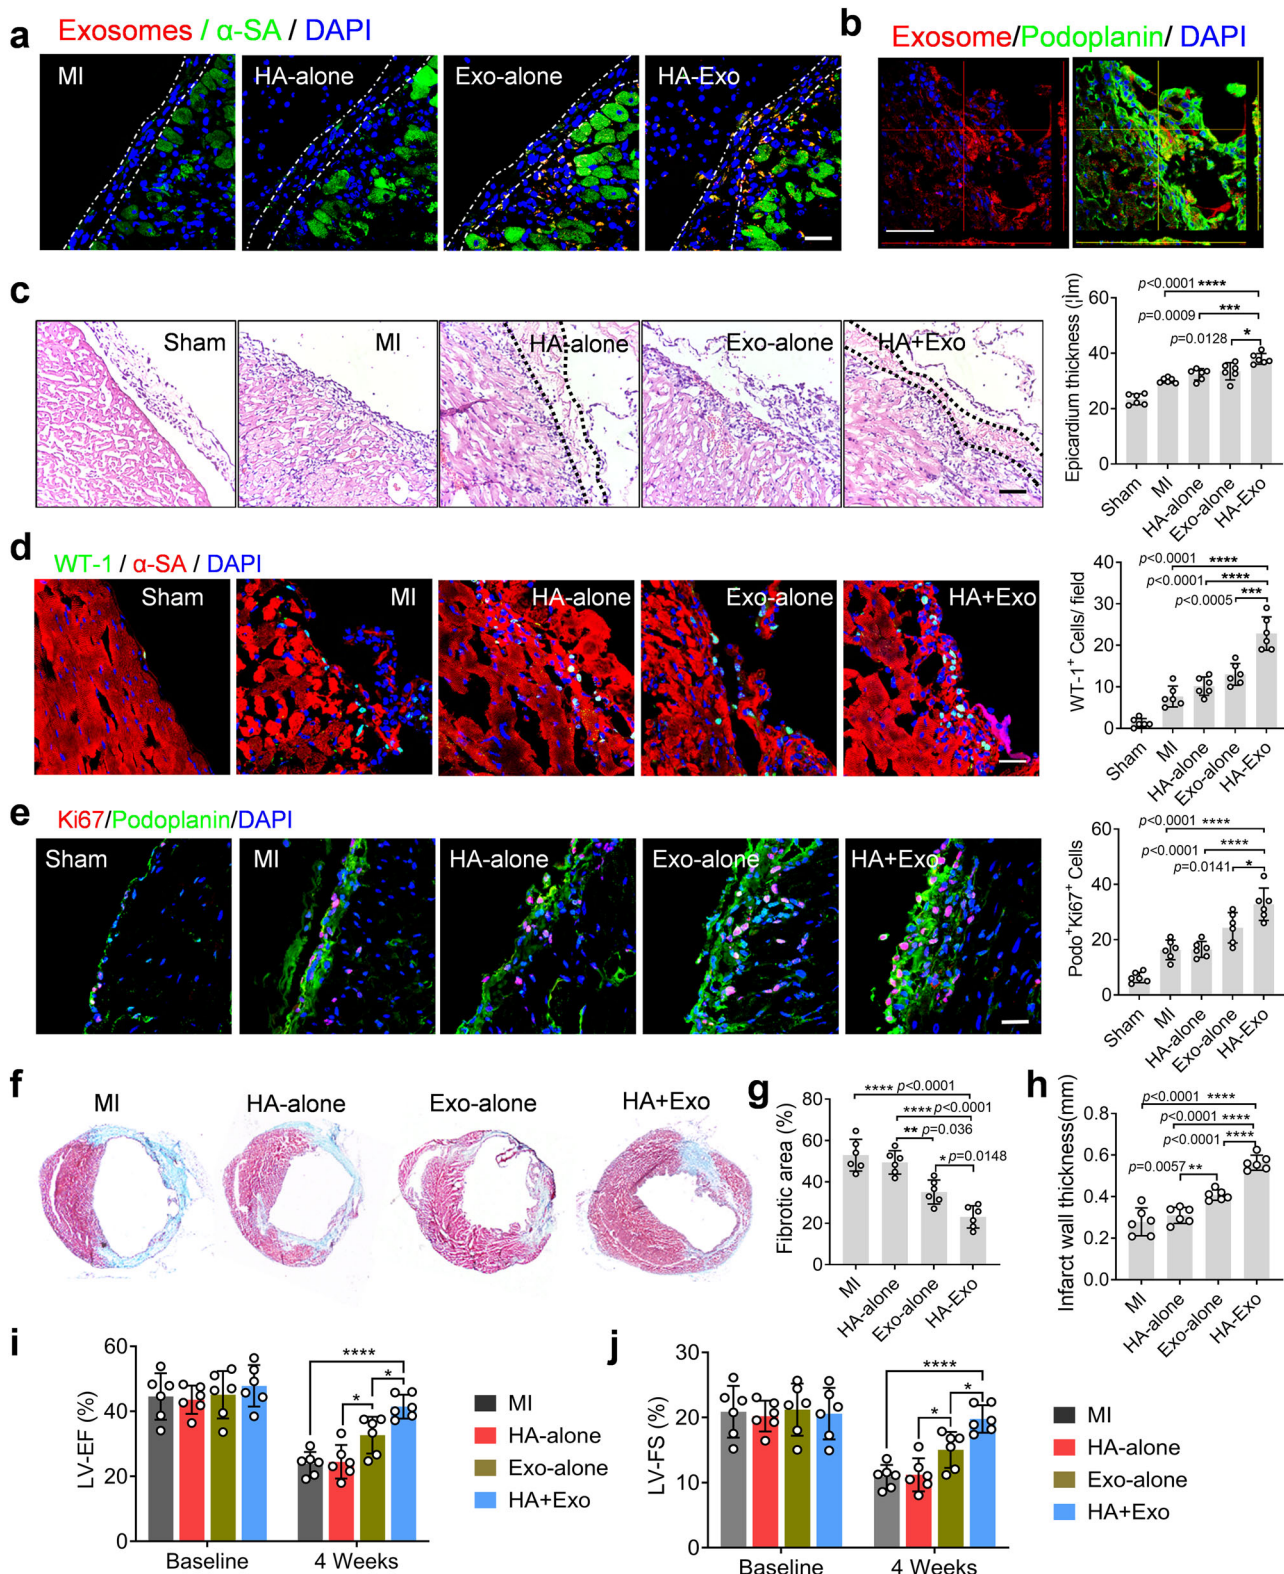 a
Exosomes / α-SA / DAPI
MI
HA-alone
Exo-alone
HA-Exo
b
Exosome/Podoplanin/ DAPI
c
Sham
MI
HA-alone
Exo-alone
HA+Exo
Epicardium thickness (ÌŠm)
60
40
20
0
p<0.0001 ****
p=0.0009 ***
p=0.0128 *
Sham
MI
HA-alone
Exo-alone
HA-Exo
d
WT-1 / α-SA / DAPI
Sham
MI
HA-alone
Exo-alone
HA+Exo
WT-1+ Cells/ field
40
30
20
10
0
p<0.0001 ****
p<0.0001 ****
p<0.0005 ***
Sham
MI
HA-alone
Exo-alone
HA-Exo
e
Ki67/Podoplanin/DAPI
Sham
MI
HA-alone
Exo-alone
HA+Exo
Podo+Ki67+ Cells
60
40
20
0
p<0.0001 ****
p<0.0001 ****
p=0.0141 *
Sham
MI
HA-alone
Exo-alone
HA-Exo
f
MI
HA-alone
Exo-alone
HA+Exo
g
Fibrotic area (%)
80
60
40
20
0
**** p<0.0001
**** p<0.0001
** p=0.036
* p=0.0148
MI
HA-alone
Exo-alone
HA-Exo
h
Infarct wall thickness(mm)
0.8
0.6
0.4
0.2
0.0
p<0.0001 ****
p<0.0001 ****
p<0.0001 ****
p=0.0057 **
MI
HA-alone
Exo-alone
HA-Exo
i
LV-EF (%)
60
40
20
0
****
*
*
Baseline
4 Weeks
MI
HA-alone
Exo-alone
HA+Exo
j
LV-FS (%)
30
20
10
0
****
*
*
Baseline
4 Weeks
MI
HA-alone
Exo-alone
HA+Exo